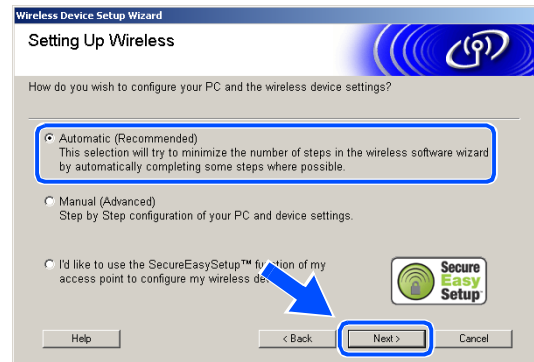 Wireless Device Setup Wizard
Setting Up Wireless
How do you wish to configure your PC and the wireless device settings?
Automatic (Recommended)
This selection will try to minimize the number of steps in the wireless software wizard
by automatically completing some steps where possible.
Manual (Advanced)
Step by Step configuration of your PC and device settings.
I'd like to use the SecureEasySetup™ of my
access point to configure my wireless
Secure
Easy
Setup
Help
< Back
Next >
Cancel